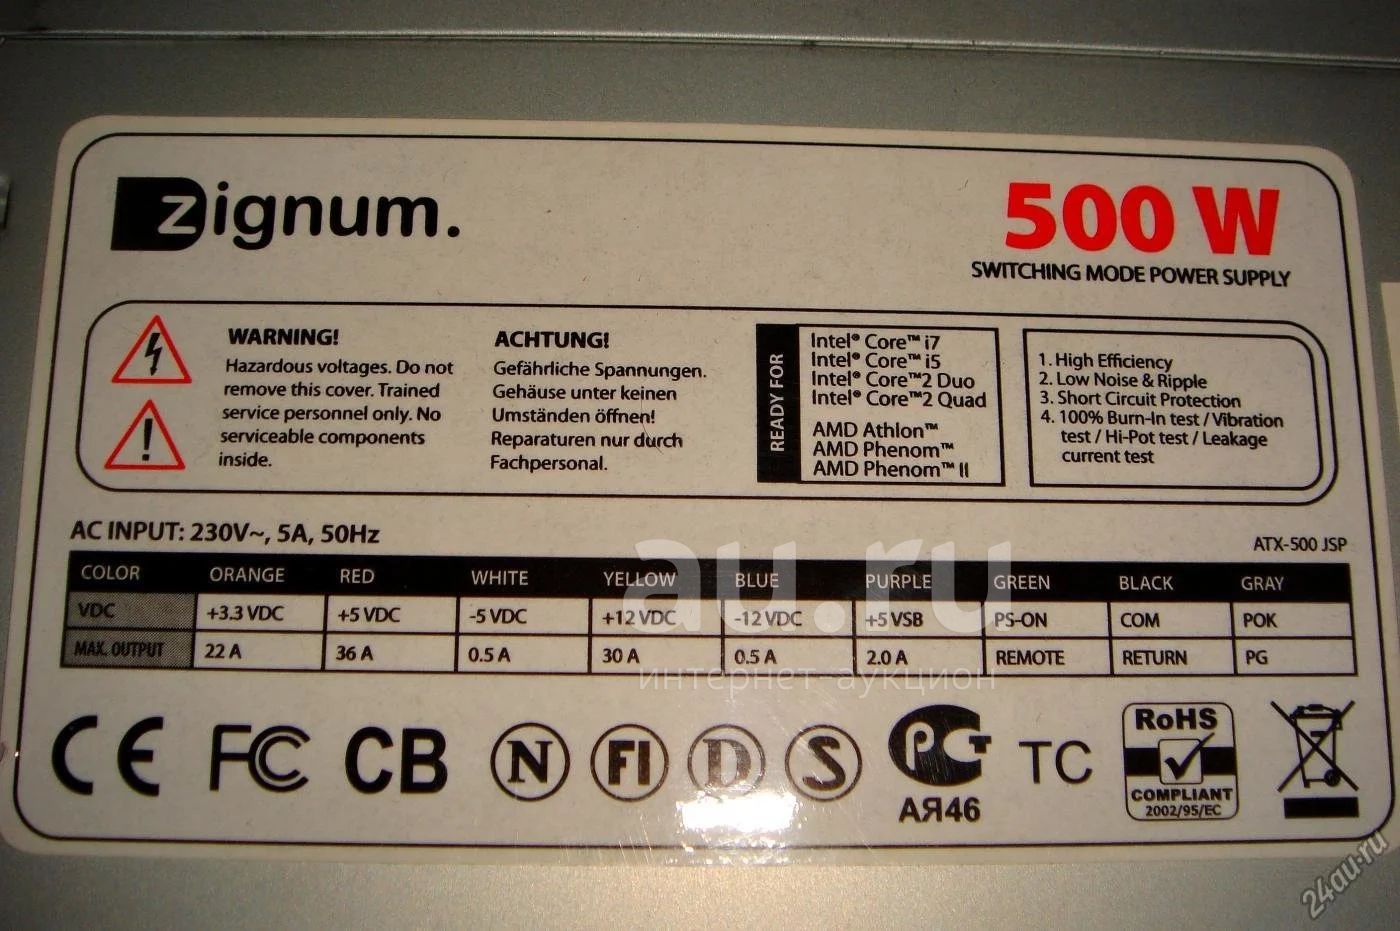 zignum.
500 W
SWITCHING MODE POWER SUPPLY
WARNING!
Hazardous voltages. Do not
remove this cover. Trained
service personnel only. No
serviceable components
inside.
ACHTUNG!
Gefährliche Spannungen.
Gehäuse unter keinen
Umständen öffnen!
Reparaturen nur durch
Fachpersonal.
READY FOR
Intel® Core™ i7
Intel® Core™ i5
Intel® Core™2 Duo
Intel® Core™2 Quad
AMD Athlon™
AMD Phenom™
AMD Phenom™ II
1. High Efficiency
2. Low Noise & Ripple
3. Short Circuit Protection
4. 100% Burn-In test / Vibration
test / Hi-Pot test / Leakage
current test
AC INPUT: 230V~, 5A, 50Hz
ATX-500 JSP
COLOR ORANGE RED WHITE YELLOW BLUE PURPLE GREEN BLACK GRAY
VDC +3.3 VDC +5 VDC -5 VDC +12 VDC -12 VDC +5 VSB PS-ON COM POK
MAX. OUTPUT 22 A 36 A 0.5 A 30 A 0.5 A 2.0 A REMOTE RETURN PG
au.ru
интернет-аукцион
CE FC CB N FI D S РСТ TC
АЯ46
RoHS
COMPLIANT
2002/95/EC
24au.ru